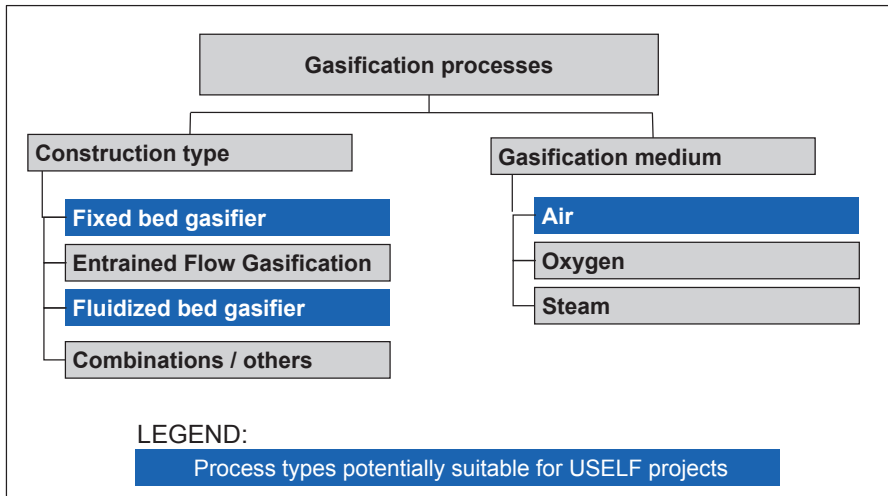 Gasification processes
Construction type
Fixed bed gasifier
Entrained Flow Gasification
Fluidized bed gasifier
Combinations / others
Gasification medium
Air
Oxygen
Steam
LEGEND:
Process types potentially suitable for USELF projects